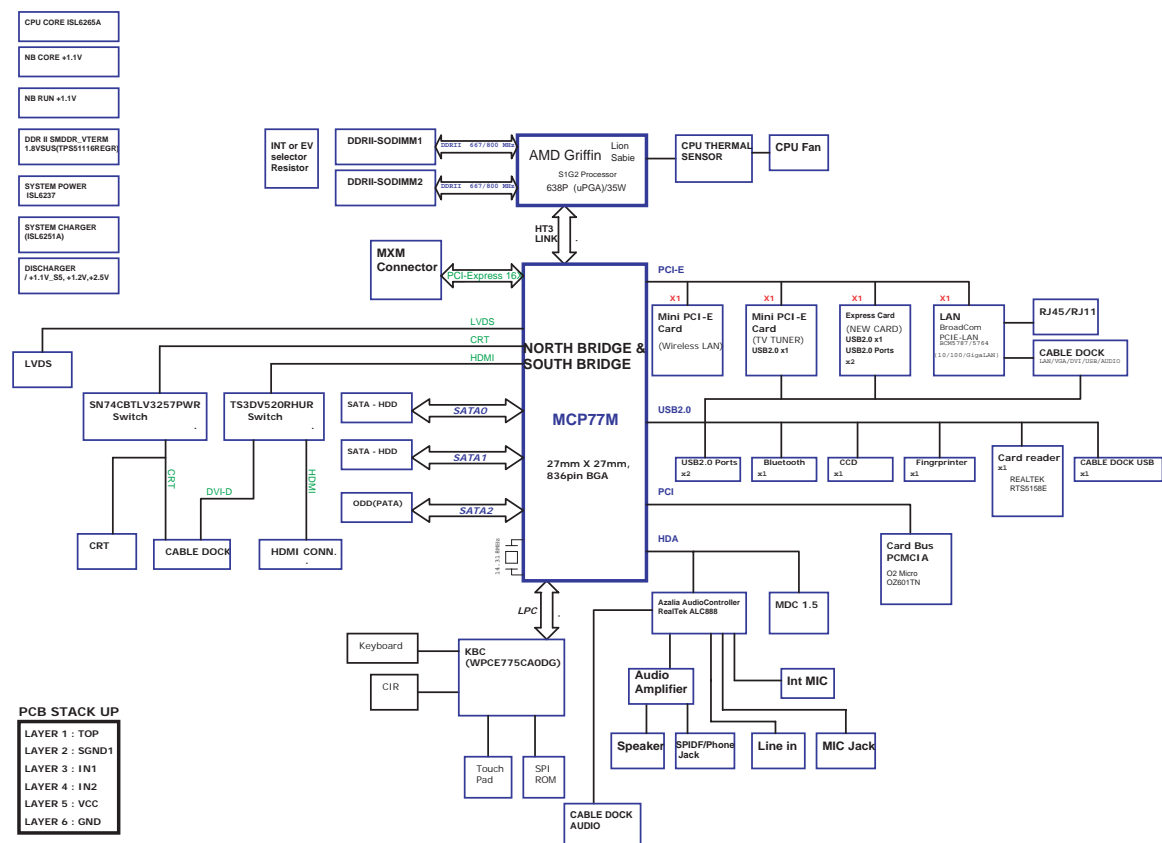 CPU CORE ISL6265A
NB CORE +1.1V
NB RUN +1.1V
DDR II SMDDR_VTERM
1.8VSUS(TPS51116REGR)
SYSTEM POWER
ISL6237
SYSTEM CHARGER
(ISL6251A)
DISCHARGER
/ +1.1V_S5, +1.2V,+2.5V
INT or EV
selector
Resistor
DDRII-SODIMM1
DDRII-SODIMM2
DDRII 667/800 MHz
DDRII 667/800 MHz
AMD Griffin
Lion
Sabie
S1G2 Processor
638P (uPGA)/35W
CPU THERMAL
SENSOR
CPU Fan
HT3
LINK
.
MXM
Connector
PCI-Express 16X
LVDS
CRT
HDMI
LVDS
SN74CBTLV3257PWR
Switch
.
TS3DV520RHUR
Switch
.
CRT
DVI-D
HDMI
CRT
CABLE DOCK
HDMI CONN.
.
SATA - HDD
SATA0
SATA - HDD
SATA1
ODD(PATA)
SATA2
14.318MHz
NORTH BRIDGE &
SOUTH BRIDGE
MCP77M
27mm X 27mm,
836pin BGA
PCI-E
X1
X1
X1
X1
Mini PCI-E
Card
(Wireless LAN)
Mini PCI-E
Card
(TV TUNER)
USB2.0 x1
Express Card
(NEW CARD)
USB2.0 x1
USB2.0 Ports
x2
LAN
BroadCom
PCIE-LAN
BCM5787/5764
(10/100/GigaLAN)
RJ45/RJ11
CABLE DOCK
LAN/VGA/DVI/USB/AUDIO
USB2.0
USB2.0 Ports
x2
Bluetooth
x1
CCD
x1
Fingrprinter
x1
Card reader
x1
REALTEK
RTS5158E
CABLE DOCK USB
x1
PCI
Card Bus
PCMCIA
O2 Micro
OZ601TN
HDA
Azalia AudioController
RealTek ALC888
MDC 1.5
LPC
.
Keyboard
CIR
KBC
(WPCE775CA0DG)
Touch
Pad
SPI
ROM
Audio
Amplifier
Int MIC
Speaker
SPIDF/Phone
Jack
Line in
MIC Jack
CABLE DOCK
AUDIO
PCB STACK UP
LAYER 1 : TOP
LAYER 2 : SGND1
LAYER 3 : IN1
LAYER 4 : IN2
LAYER 5 : VCC
LAYER 6 : GND